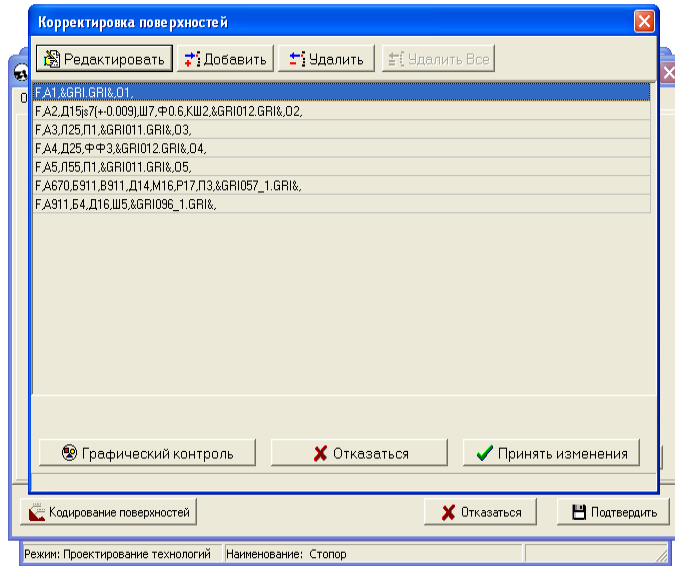 Корректировка поверхностей
Редактировать Добавить Удалить Удалить Все
F,A1,&GRI.GRI&,O1,
F,A2,Д15js7(+-0.009),Ш7,Ф0.6,КШ2,&GRI012.GRI&,O2,
F,A3,Л25,П1,&GRI011.GRI&,O3,
F,A4,Д25,ФФ3,&GRI012.GRI&,O4,
F,A5,Л55,П1,&GRI011.GRI&,O5,
F,A670,Б911,В911,Д14,М16,Р17,П3,&GRI057_1.GRI&,
F,A911,Б4,Д16,Ш5,&GRI096_1.GRI&,
Графический контроль Отказаться Принять изменения
Кодирование поверхностей Отказаться Подтвердить
Режим: Проектирование технологий Наименование: Стопор